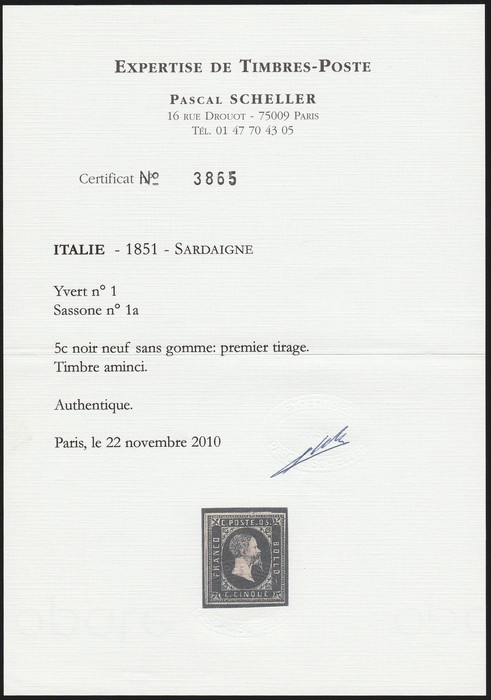 EXPERTISE DE TIMBRES-POSTE
PASCAL SCHELLER
16 RUE DROUOT - 75009 PARIS
TÉL. 01 47 70 43 05
Certificat Nº 3865
ITALIE - 1851 - SARDAIGNE
Yvert n° 1
Sassone n° 1a
5c noir neuf sans gomme: premier tirage.
Timbre aminci.
Authentique.
Paris, le 22 novembre 2010
C. POSTE. 05.
FRANCO
BOLLO
C. CINQUE